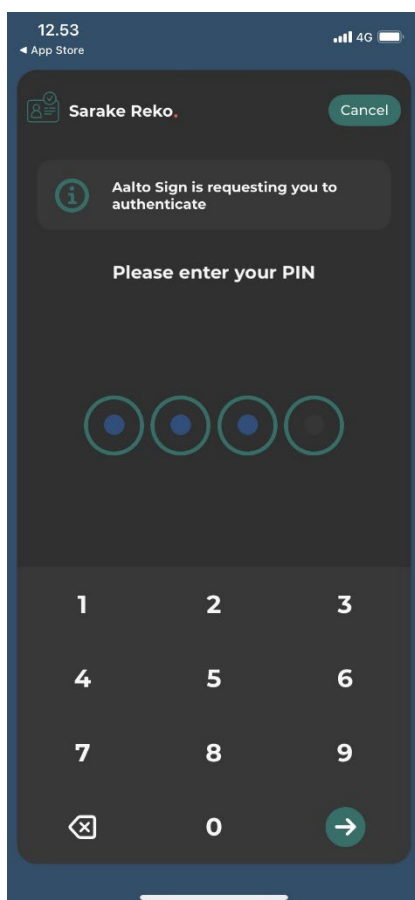 12.53
4G
◀ App Store
Sarake Reko.
Cancel
Aalto Sign is requesting you to
authenticate
Please enter your PIN
1 2 3
4 5 6
7 8 9
0